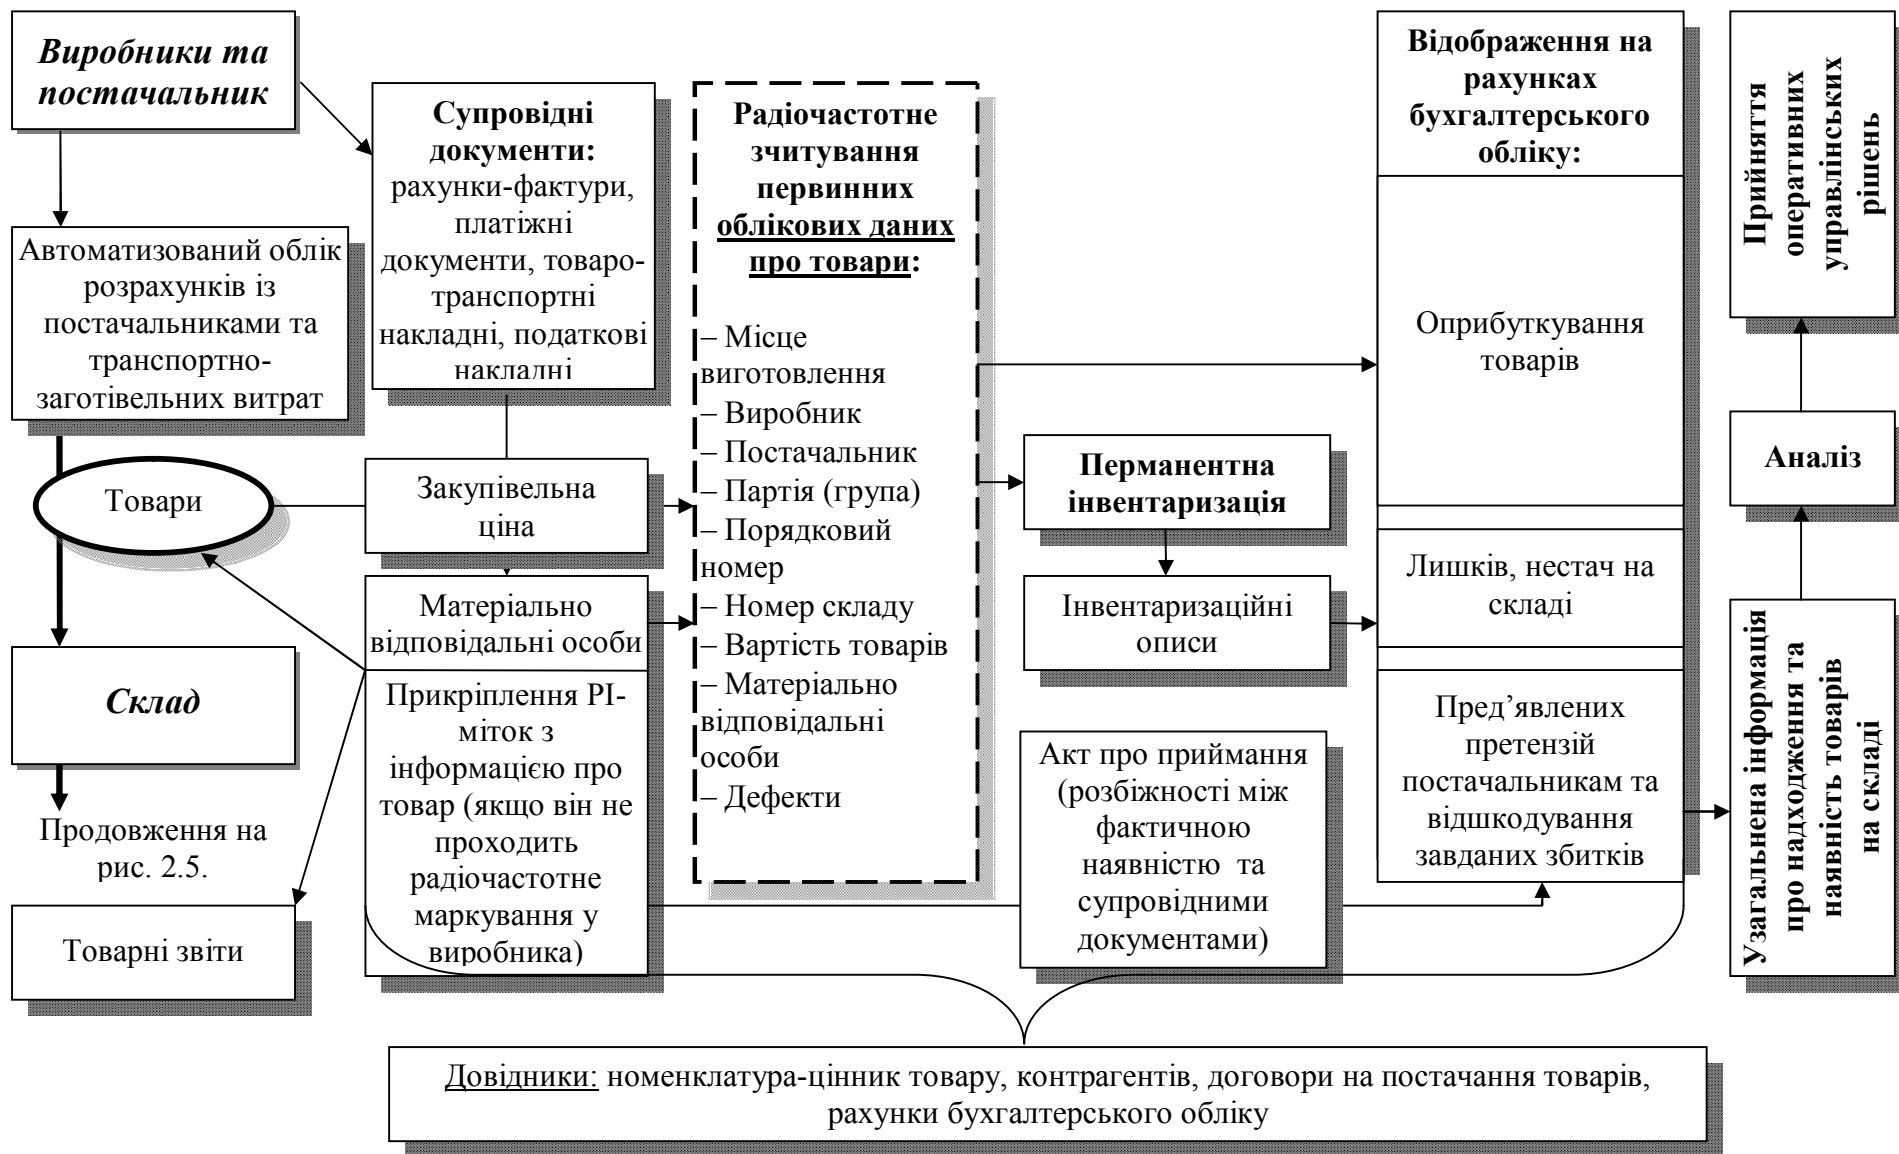 Виробники та
постачальник
Автоматизований облік
розрахунків із
постачальниками та
транспортно-
заготівельних витрат
Товари
Склад
Продовження на
рис. 2.5.
Товарні звіти
Супровідні
документи:
рахунки-фактури,
платіжні
документи, товаро-
транспортні
накладні, податкові
накладні
Закупівельна
ціна
Матеріально
відповідальні особи
Прикріплення РІ-
міток з
інформацією про
товар (якщо він не
проходить
радіочастотне
маркування у
виробника)
Радіочастотне
зчитування
первинних
облікових даних
про товари:
– Місце
виготовлення
– Виробник
– Постачальник
– Партія (група)
– Порядковий
номер
– Номер складу
– Вартість товарів
– Матеріально
відповідальні
особи
– Дефекти
Перманентна
інвентаризація
Інвентаризаційні
описи
Акт про приймання
(розбіжності між
фактичною
наявністю та
супровідними
документами)
Відображення на
рахунках
бухгалтерського
обліку:
Оприбуткування
товарів
Лишків, нестач на
складі
Пред’явлених
претензій
постачальникам та
відшкодування
завданих збитків
Прийняття
оперативних
управлінських
рішень
Аналіз
Узагальнена інформація
про надходження та
наявність товарів
на складі
Довідники: номенклатура-цінник товару, контрагентів, договори на постачання товарів,
рахунки бухгалтерського обліку